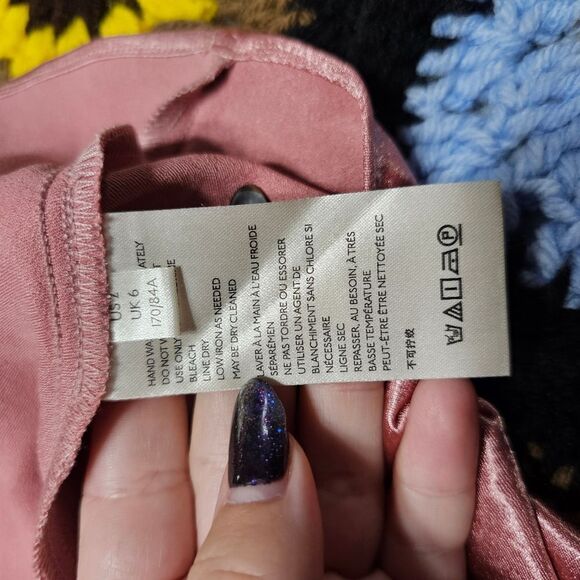 US 2
UK 6
170/84A
HAND WA
DO NOT
USE ONLY
BLEACH
LINE DRY
LOW IRON AS NEEDED
MAY BE DRY CLEANED
LAVER À LA MAIN À L'EAU FROIDE
SÉPARÉMEN
NE PAS TORDRE OU ESSORER
UTILISER UN AGENT DE
BLANCHIMENT SANS CHLORE SI
NÉCESSAIRE
LIGNE SEC
REPASSER, AU BESOIN, À TRÈS
BASSE TEMPÉRATURE
PEUT-ÊTRE ÊTRE NETTOYÉE SEC
不可拧绞
P